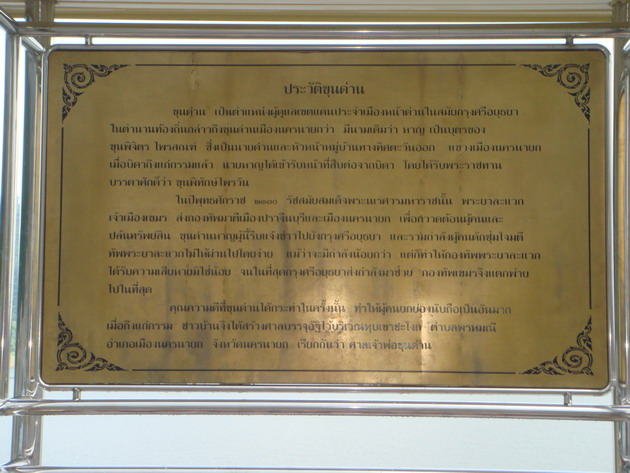 ประวัติขุนด่าน
ขุนด่าน เป็นตำแหน่งผู้ดูแลเขตแดนประจำเมืองหน้าด่านในสมัยกรุงศรีอยุธยา
ในตำนานท้องถิ่นกล่าวถึงขุนด่านเมืองนครนายกว่า มีนามเดิมว่า หาญ เป็นบุตรของ
ขุนพิจิตร ไพรสณฑ์ ซึ่งเป็นนายด่านและหัวหน้าหมู่บ้านทางทิศตะวันออก แขวงเมืองนครนายก
เมื่อบิดาถึงแก่กรรมแล้ว นายหาญได้เข้ารับหน้าที่สืบต่อจากบิดา โดยได้รับพระราชทาน
บรรดาศักดิ์ว่า ขุนพิทักษ์ไพรวัน
ในปีพุทธศักราช ๒๑๓๐ รัชสมัยสมเด็จพระนเรศวรมหาราชนั้น พระยาละแวก
เจ้าเมืองเขมร ส่งกองทัพมาตีเมืองปราจีนบุรีและเมืองนครนายก เพื่อกวาดต้อนผู้คนและ
ปล้นทรัพย์สิน ขุนด่านหาญผู้นี้รีบแจ้งข่าวไปยังกรุงศรีอยุธยา และรวมกำลังผู้คนดักซุ่มโจมตี
ทัพพระยาละแวกไม่ให้ผ่านไปโดยง่าย แม้ว่าจะมีกำลังน้อยกว่า แต่ก็ทำให้กองทัพพระยาละแวก
ได้รับความเสียหายมิใช่น้อย จนในที่สุดกรุงศรีอยุธยาส่งกำลังมาช่วย กองทัพเขมรจึงแตกพ่าย
ไปในที่สุด
คุณความดีที่ขุนด่านได้กระทำในครั้งนั้น ทำให้ผู้คนยกย่องนับถือเป็นอันมาก
เมื่อถึงแก่กรรม ชาวบ้านจึงได้สร้างศาลบรรจุอัฐิไว้บริเวณหุบเขาชะโงก ตำบลพรหมณี
อำเภอเมืองนครนายก จังหวัดนครนายก เรียกกันว่า ศาลเจ้าพ่อขุนด่าน